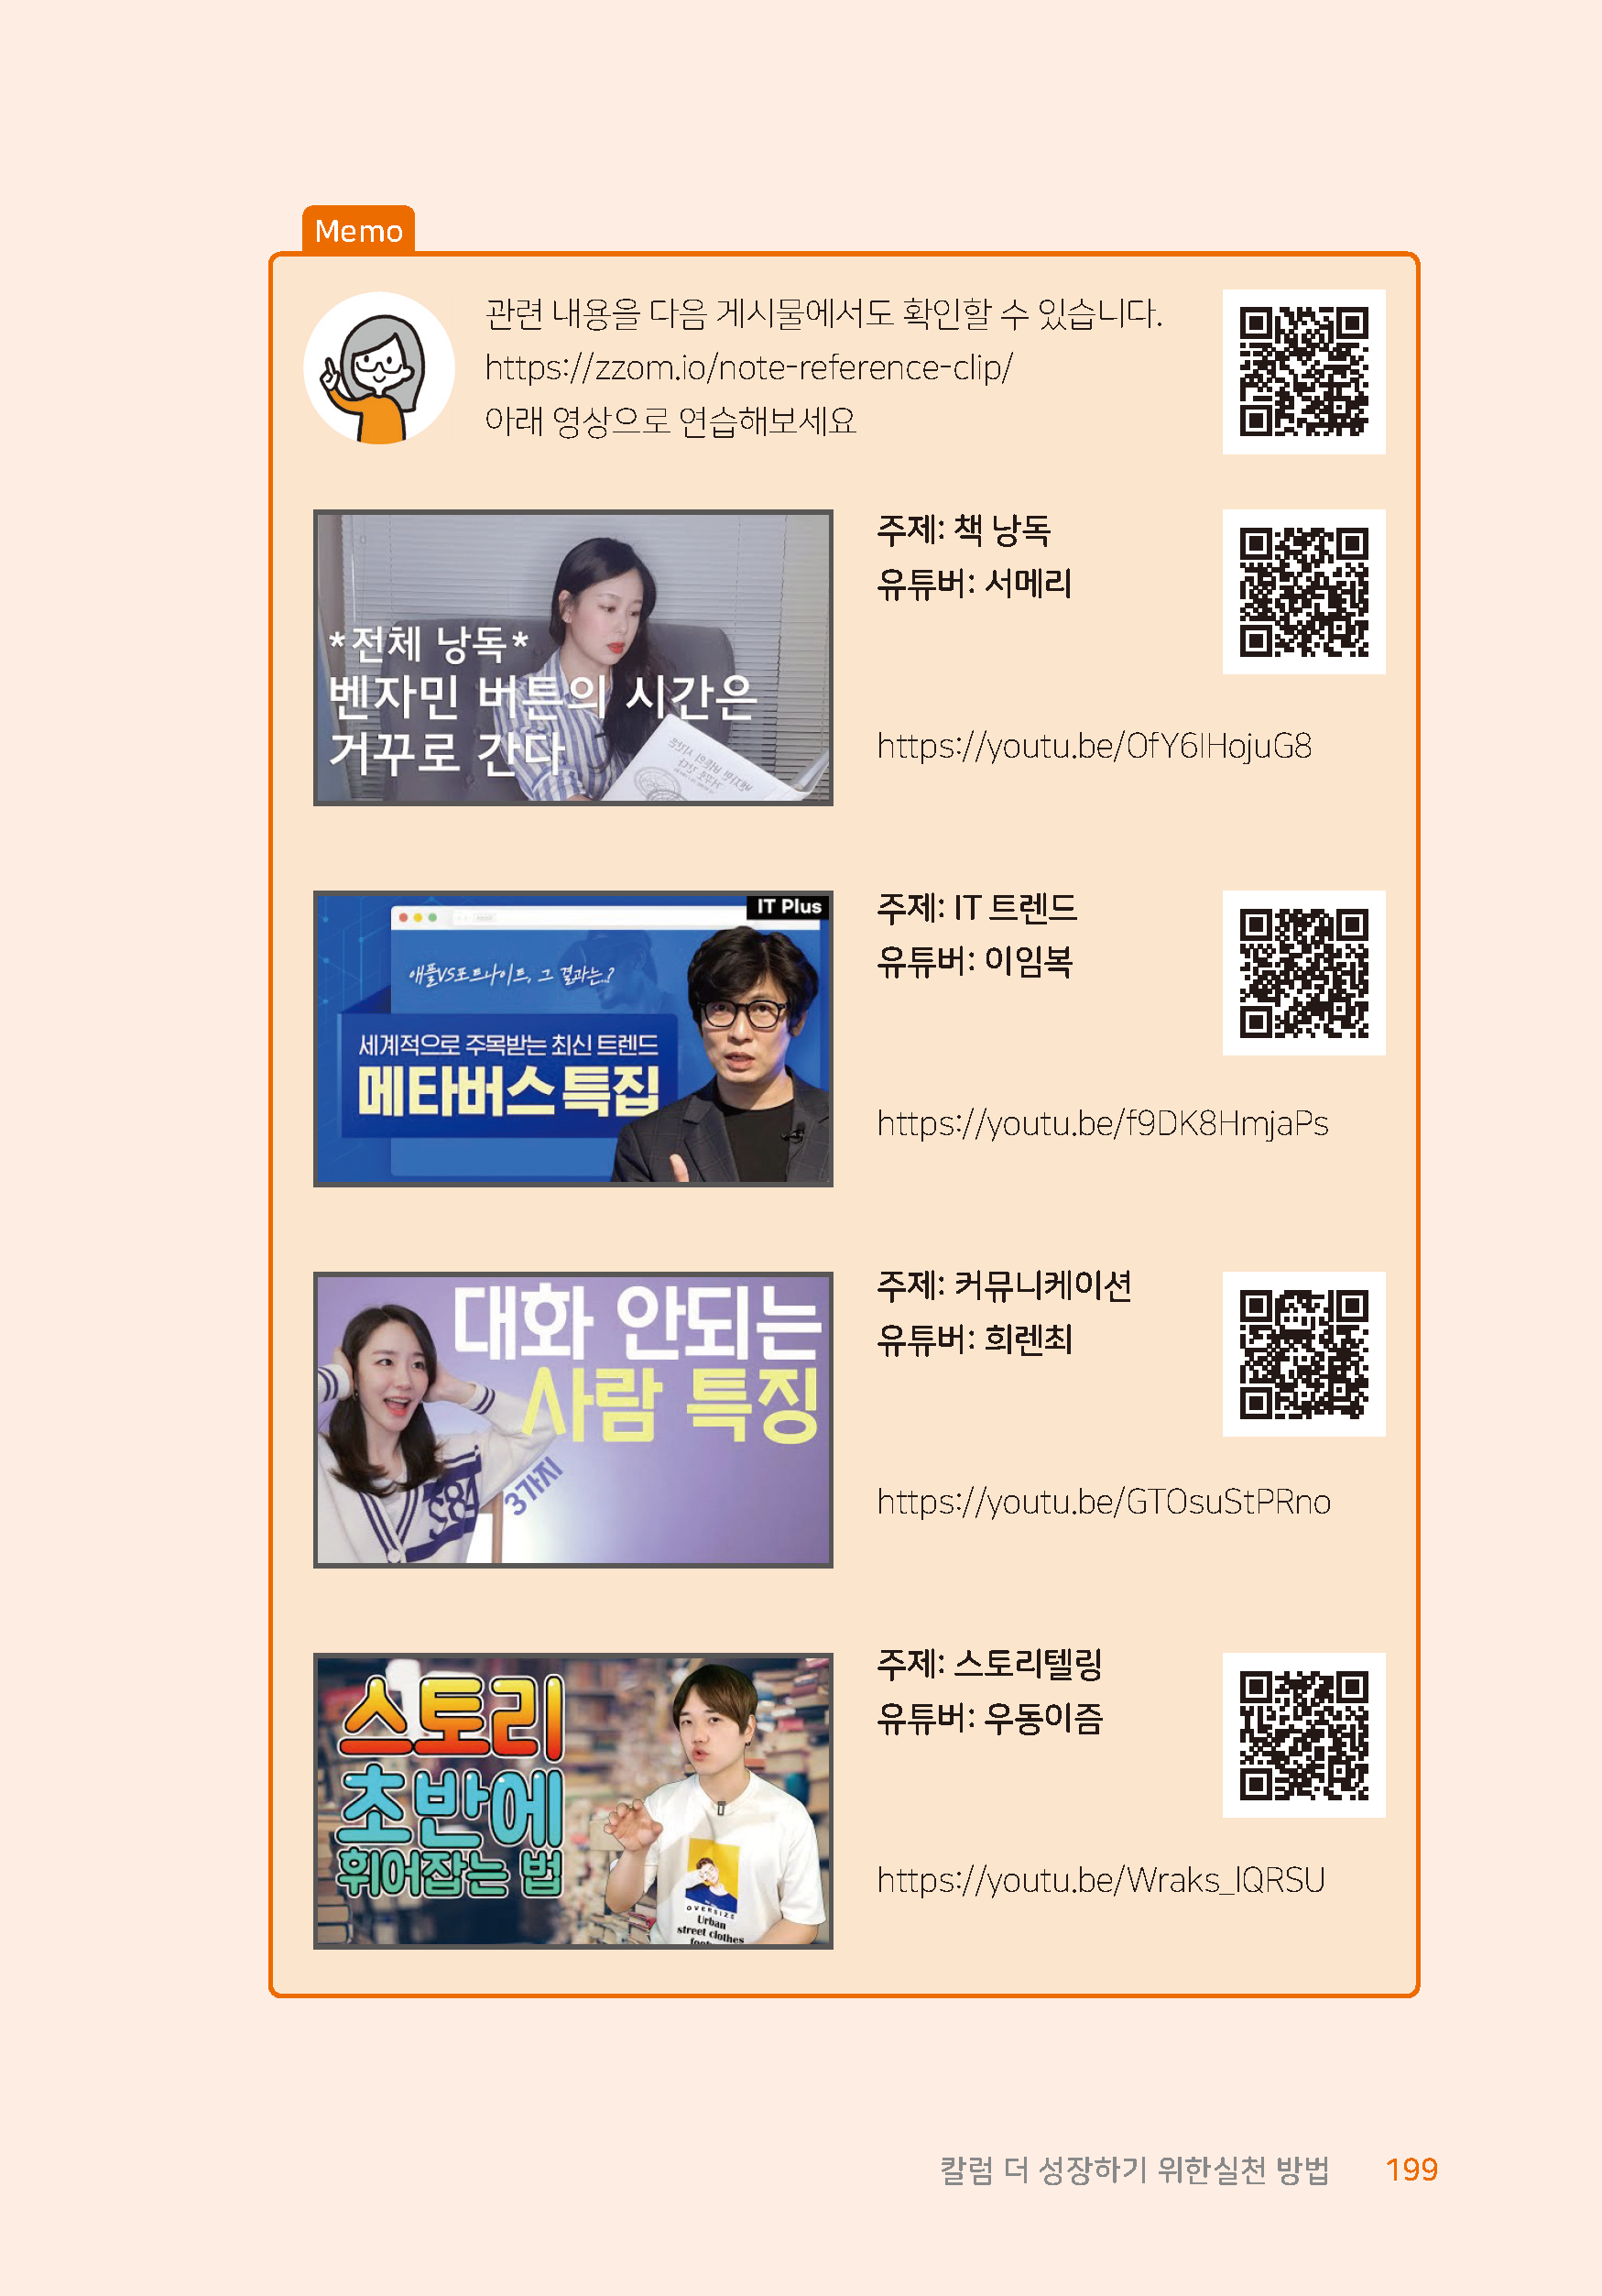 Memo
관련 내용을 다음 게시물에서도 확인할 수 있습니다.
https://zzom.io/note-reference-clip/
아래 영상으로 연습해보세요
*전체 낭독*
벤자민 버튼의 시간은
거꾸로 간다
주제: 책 낭독
유튜버: 서메리
https://youtu.be/OfY6IHojuG8
IT Plus
애플VS포트나이트, 그 결과는..?
세계적으로 주목받는 최신 트렌드
메타버스 특집
주제: IT 트렌드
유튜버: 이임복
https://youtu.be/f9DK8HmjaPs
대화 안되는
사람 특징
3가지
S84
주제: 커뮤니케이션
유튜버: 희렌최
https://youtu.be/GTOsuStPRno
스토리
초반에
휘어잡는 법
OVERSIZE
Urban
street clothes
주제: 스토리텔링
유튜버: 우동이즘
https://youtu.be/Wraks_lQRSU
칼럼 더 성장하기 위한실천 방법
199